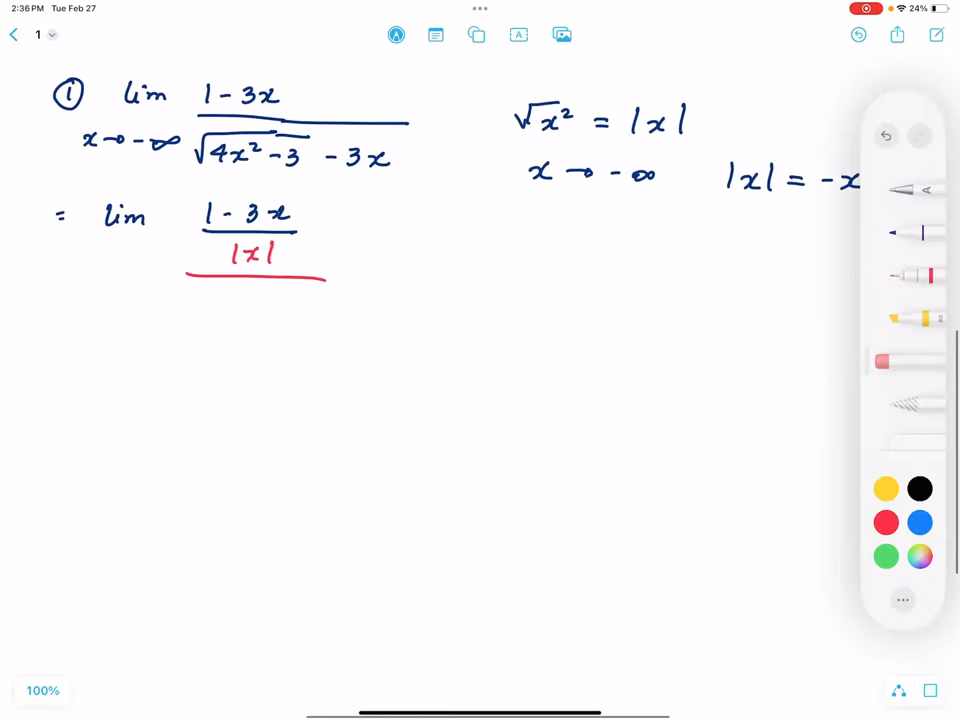 2:36 PM Tue Feb 27
24%
1
A
① lim 1 - 3x
x → -∞ √4x² - 3 - 3x
= lim 1 - 3x
|x|
√x² = |x|
x → -∞ |x| = -x
A
80
100%